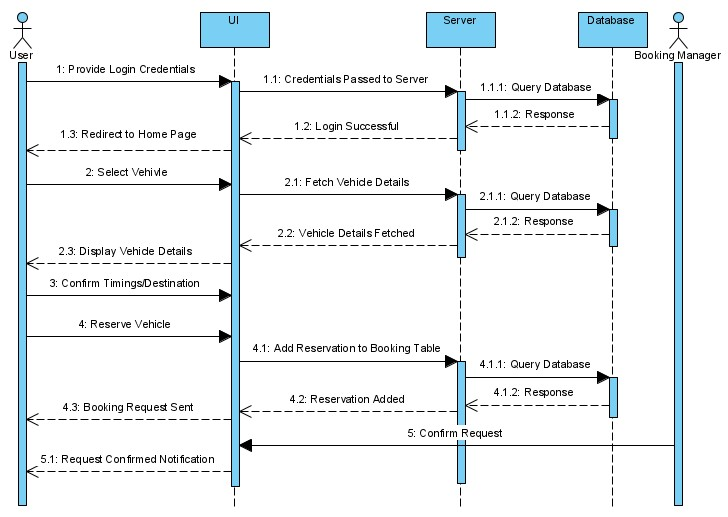 UI
Server
Database
User
Booking Manager
1: Provide Login Credentials
1.1: Credentials Passed to Server
1.1.1: Query Database
1.1.2: Response
1.2: Login Successful
1.3: Redirect to Home Page
2: Select Vehivle
2.1: Fetch Vehicle Details
2.1.1: Query Database
2.1.2: Response
2.2: Vehicle Details Fetched
2.3: Display Vehicle Details
3: Confirm Timings/Destination
4: Reserve Vehicle
4.1: Add Reservation to Booking Table
4.1.1: Query Database
4.1.2: Response
4.2: Reservation Added
4.3: Booking Request Sent
5: Confirm Request
5.1: Request Confirmed Notification